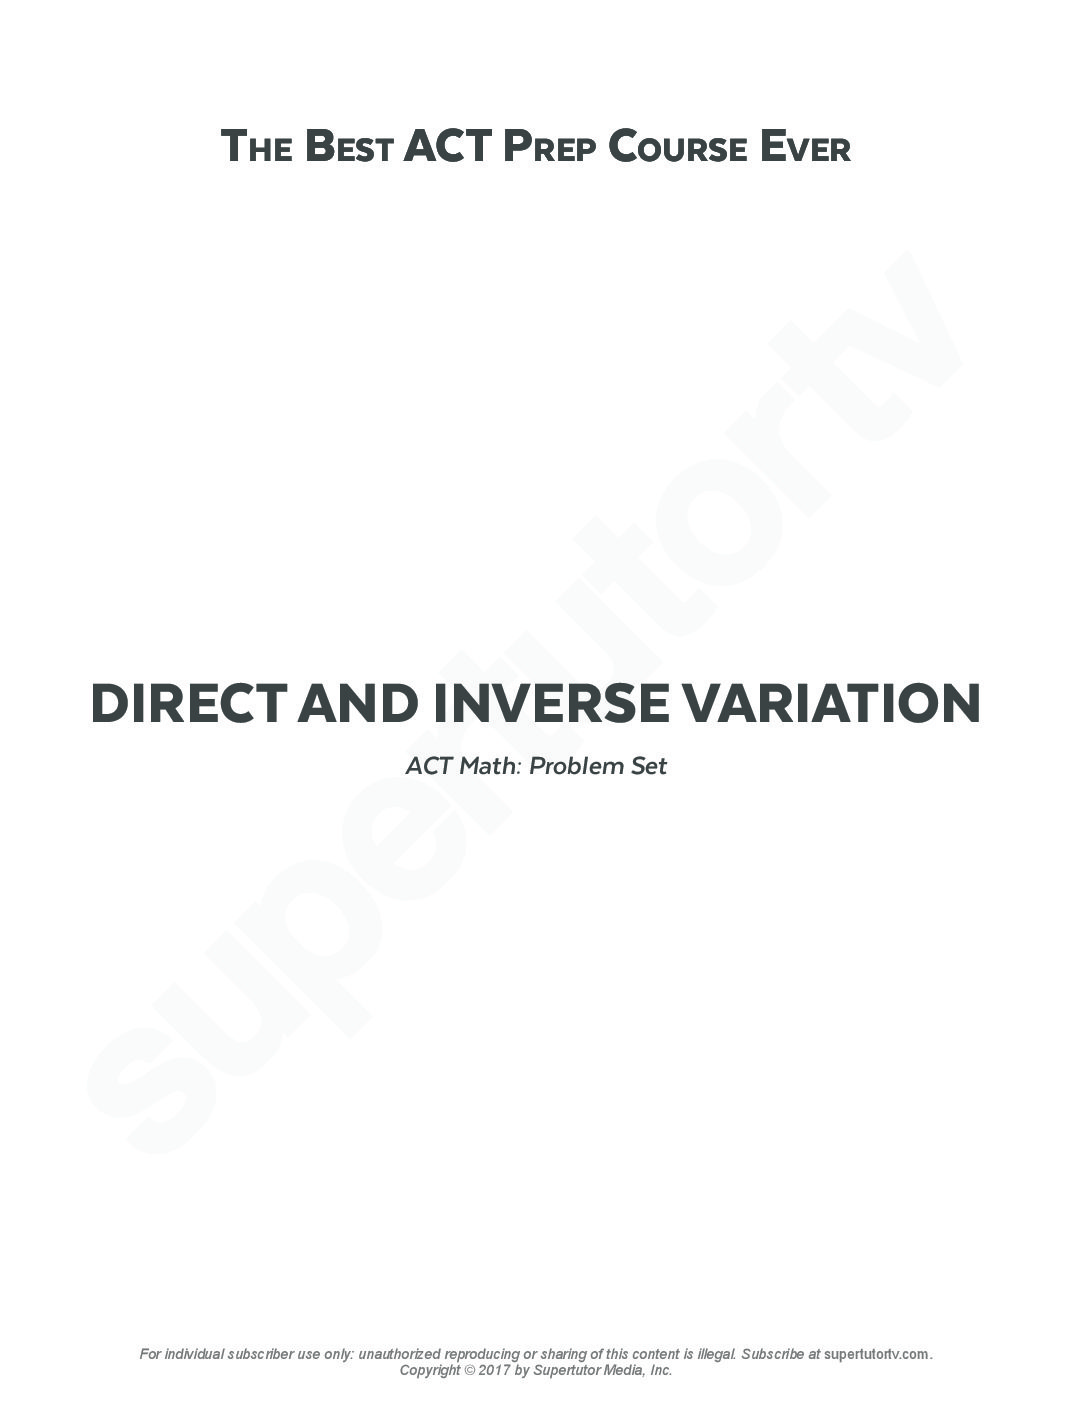 The Best ACT Prep Course Ever
supertutortv
DIRECT AND INVERSE VARIATION
ACT Math: Problem Set
For individual subscriber use only: unauthorized reproducing or sharing of this content is illegal. Subscribe at supertutortv.com.
Copyright © 2017 by Supertutor Media, Inc.